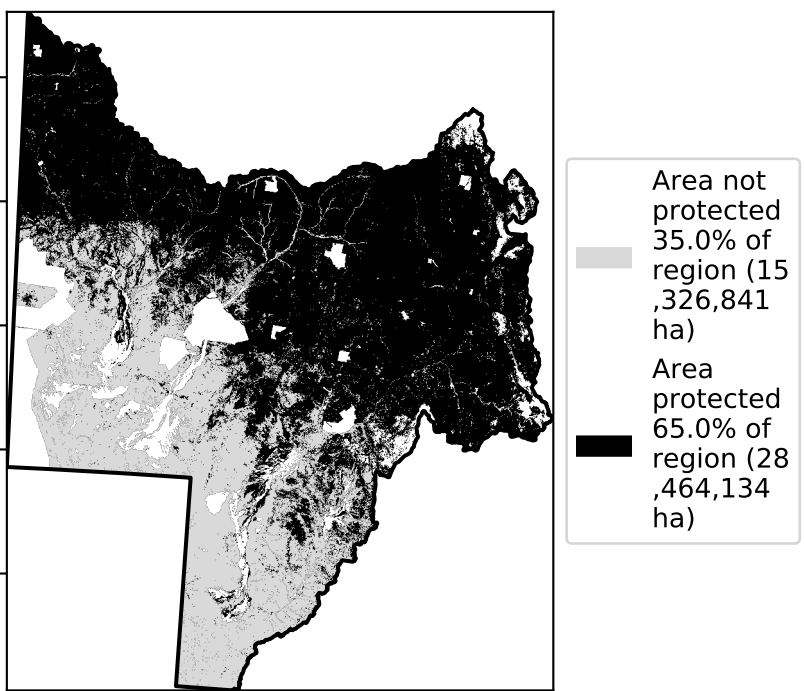 Area not
protected
35.0% of
region (15
,326,841
ha)
Area
protected
65.0% of
region (28
,464,134
ha)